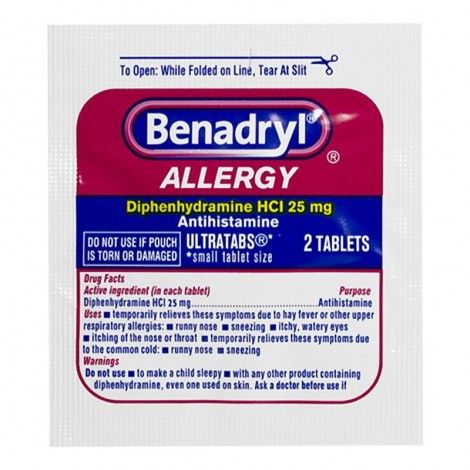 To Open: While Folded on Line, Tear At Slit
Benadryl®
®
ALLERGY
Diphenhydramine HCl 25 mg
Antihistamine
DO NOT USE IF POUCH
IS TORN OR DAMAGED
ULTRATABS®*
*small tablet size
2 TABLETS
Drug Facts
Active ingredient (in each tablet) Purpose
Diphenhydramine HCl 25 mg..........Antihistamine
Uses ■ temporarily relieves these symptoms due to hay fever or other upper
respiratory allergies: ■ runny nose ■ sneezing ■ itchy, watery eyes
■ itching of the nose or throat ■ temporarily relieves these symptoms due
to the common cold: ■ runny nose ■ sneezing
Warnings
Do not use ■ to make a child sleepy ■ with any other product containing
diphenhydramine, even one used on skin. Ask a doctor before use if